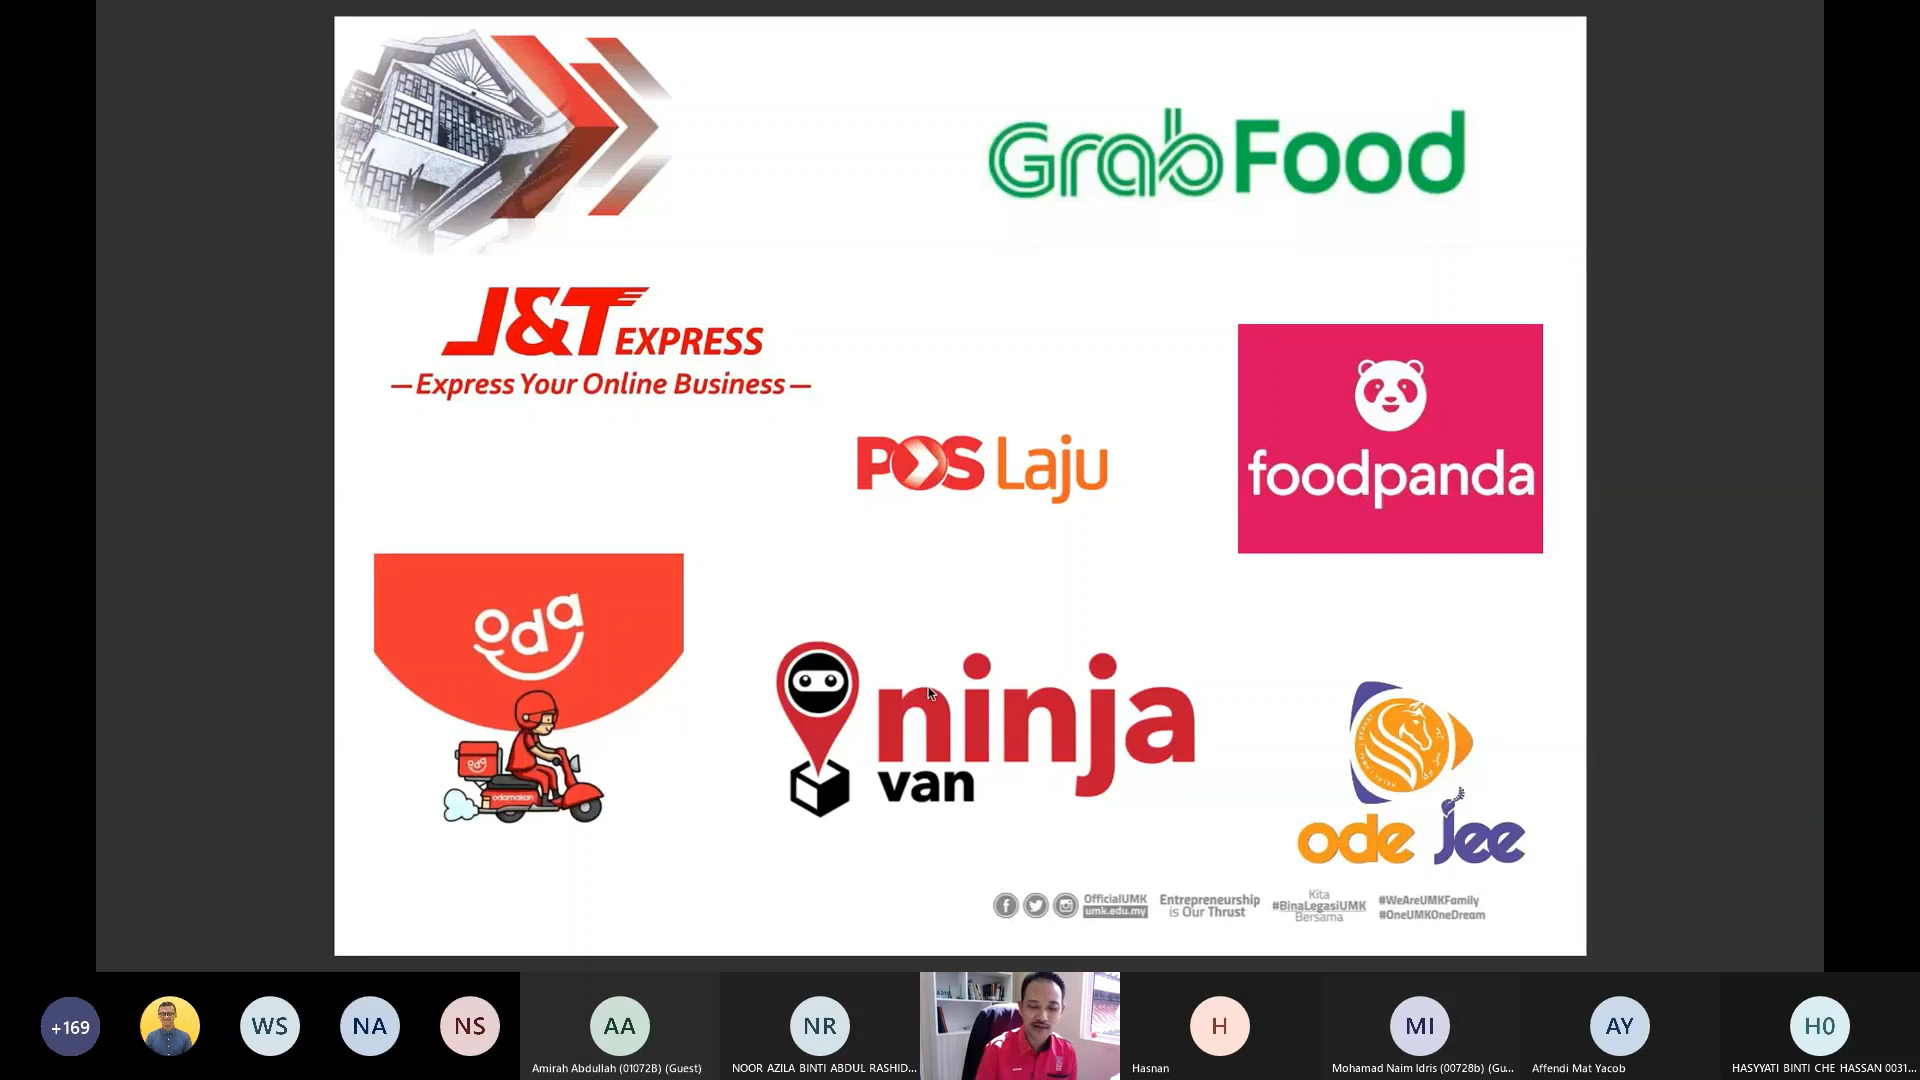 GrabFood
J&T EXPRESS
—Express Your Online Business—
POS Laju
foodpanda
oda
oda
odamakan
ninja
van
ode jee
OfficialUMK
umk.edu.my
Entrepreneurship
is Our Thrust
Kita
#BinaLegasiUMK
Bersama
#WeAreUMKFamily
#OneUMKOneDream
+169
WS
NA
NS
AA
Amirah Abdullah (01072B) (Guest)
NR
NOOR AZILA BINTI ABDUL RASHID...
H
Hasnan
MI
Mohamad Naim Idris (00728b) (Gu...
AY
Affendi Mat Yacob
H0
HASYYATI BINTI CHE HASSAN 0031...